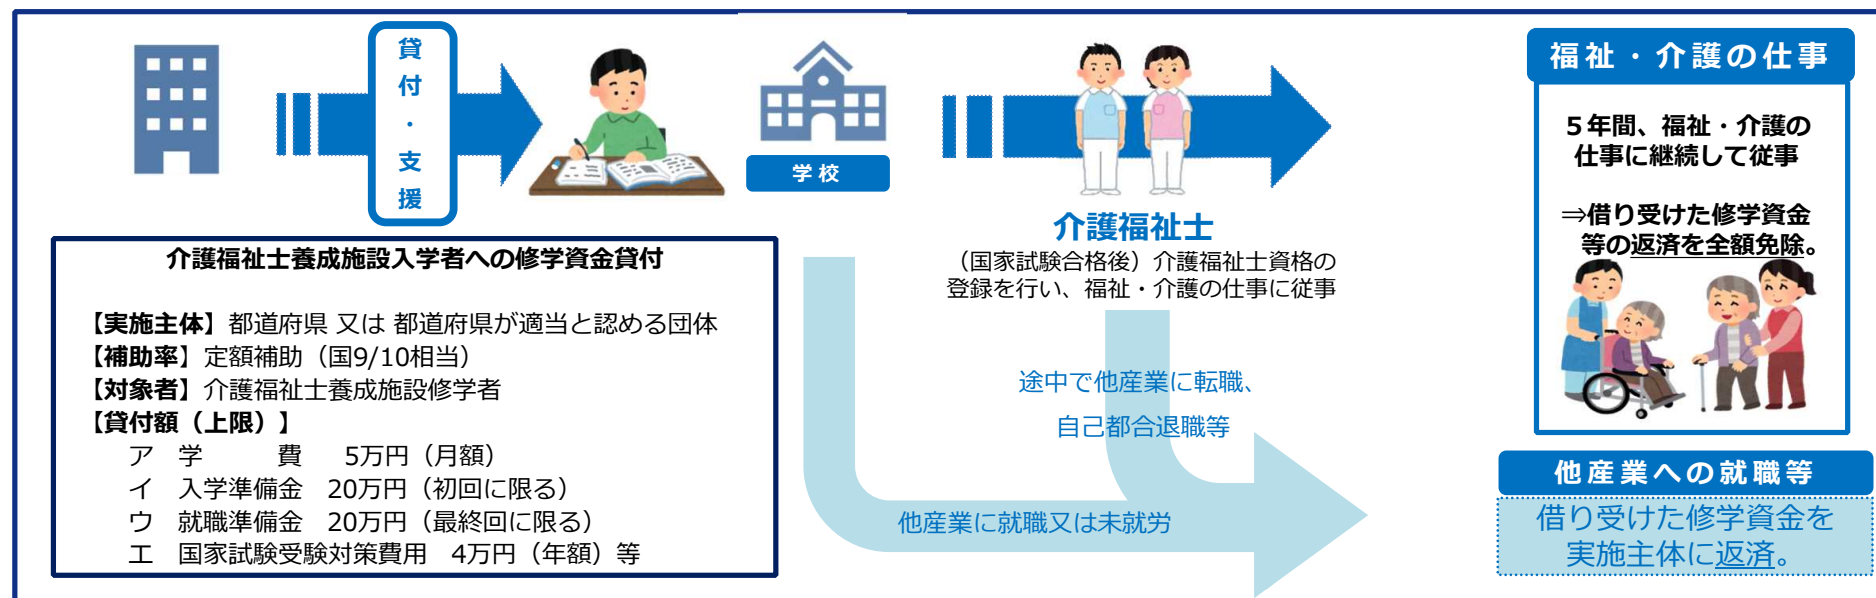 貸付・支援
学校
介護福祉士養成施設入学者への修学資金貸付
【実施主体】都道府県 又は 都道府県が適当と認める団体
【補助率】定額補助（国9/10相当）
【対象者】介護福祉士養成施設修学者
【貸付額（上限）】
ア 学 費 5万円（月額）
イ 入学準備金 20万円（初回に限る）
ウ 就職準備金 20万円（最終回に限る）
エ 国家試験受験対策費用 4万円（年額）等
介護福祉士
（国家試験合格後）介護福祉士資格の
登録を行い、福祉・介護の仕事に従事
途中で他産業に転職、
自己都合退職等
他産業に就職又は未就労
福祉・介護の仕事
５年間、福祉・介護の
仕事に継続して従事
⇒借り受けた修学資金
等の返済を全額免除。
他産業への就職等
借り受けた修学資金を
実施主体に返済。